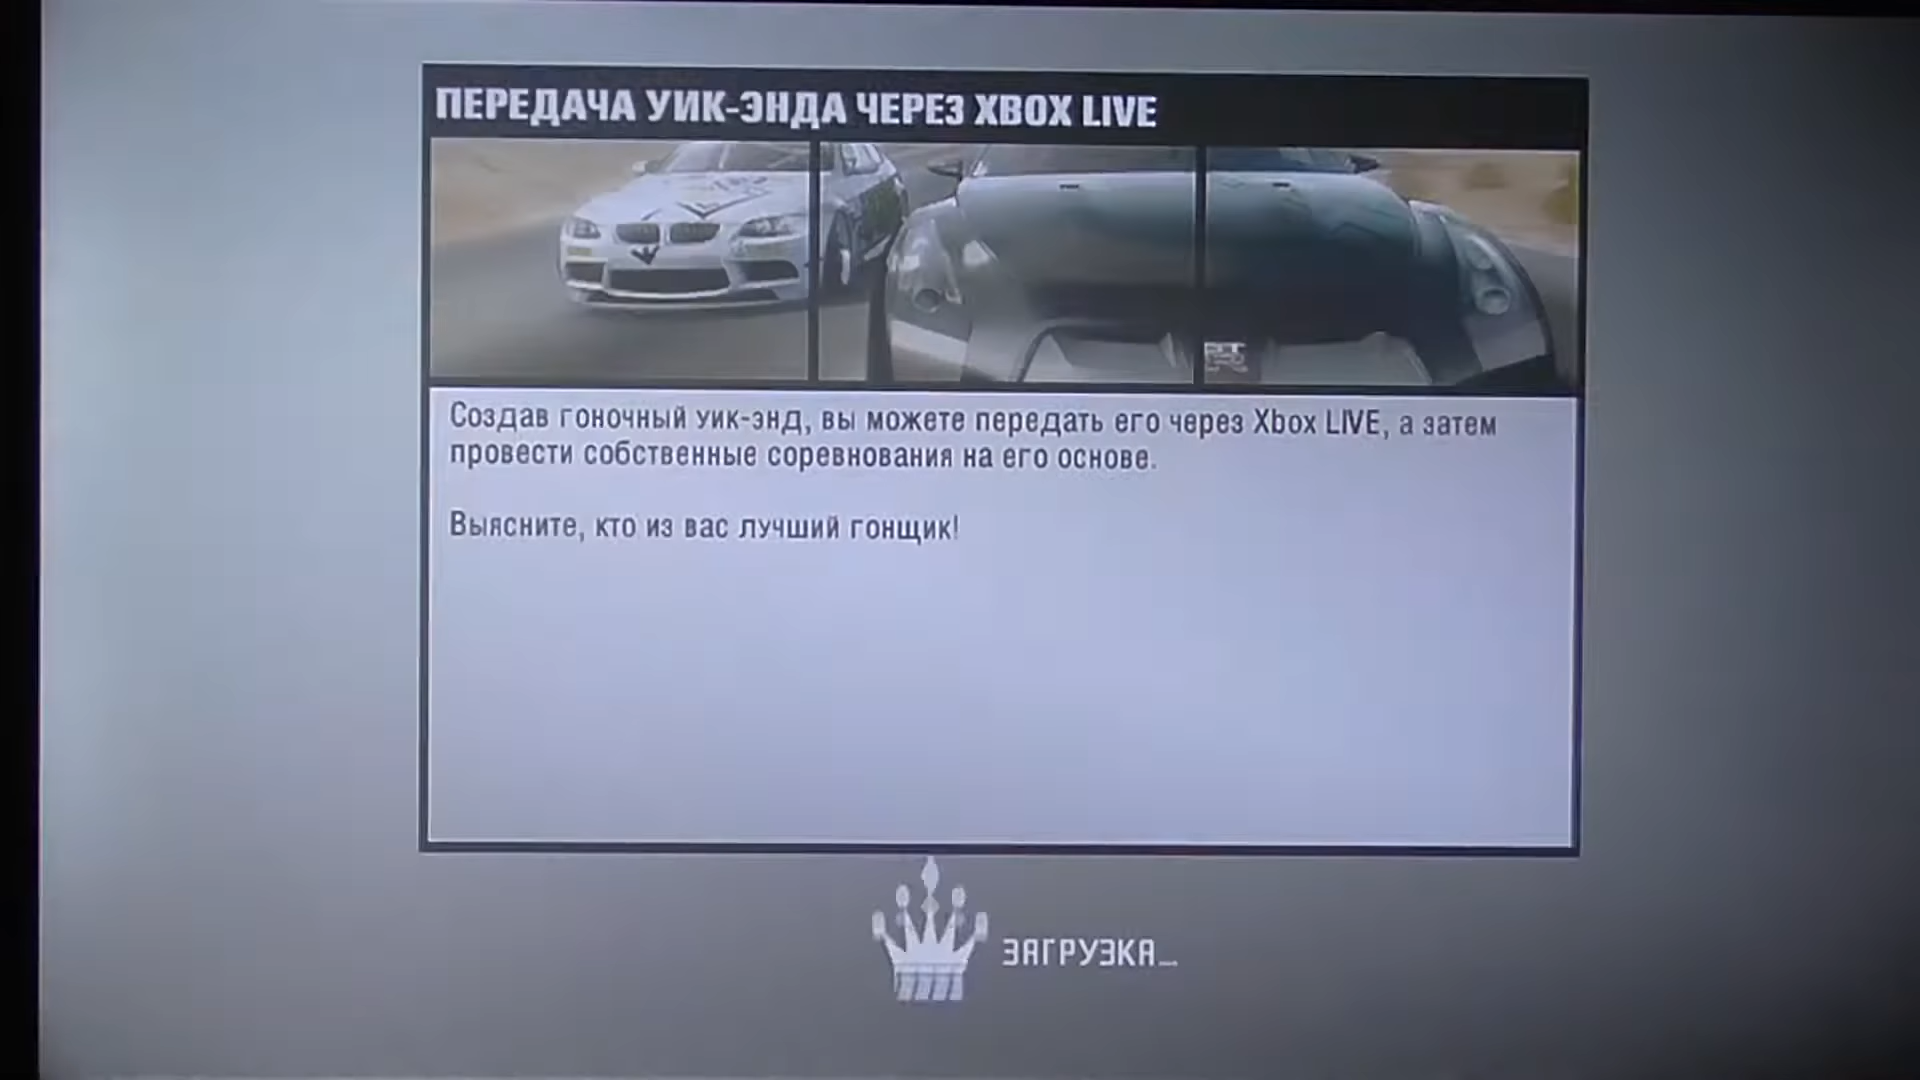 ПЕРЕДАЧА УИК-ЭНДА ЧЕРЕЗ XBOX LIVE
Создав гоночный уик-энд, вы можете передать его через Xbox LIVE, а затем
провести собственные соревнования на его основе.
Выясните, кто из вас лучший гонщик!
ЗАГРУЗКА...